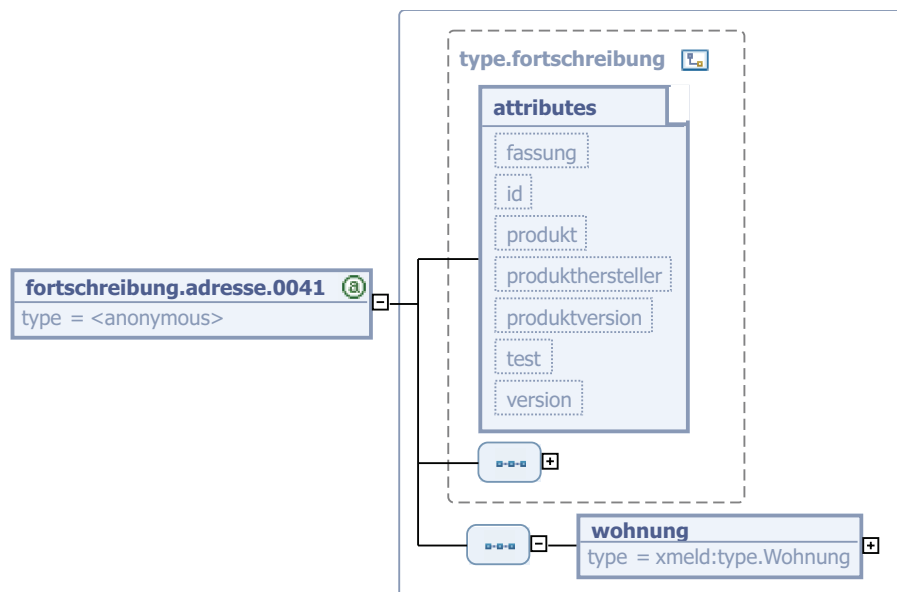 type.fortschreibung
attributes
fassung
id
produkt
produkthersteller
produktversion
test
version
fortschreibung.adresse.0041 @
type = <anonymous>
wohnung
type = xmeld:type.Wohnung